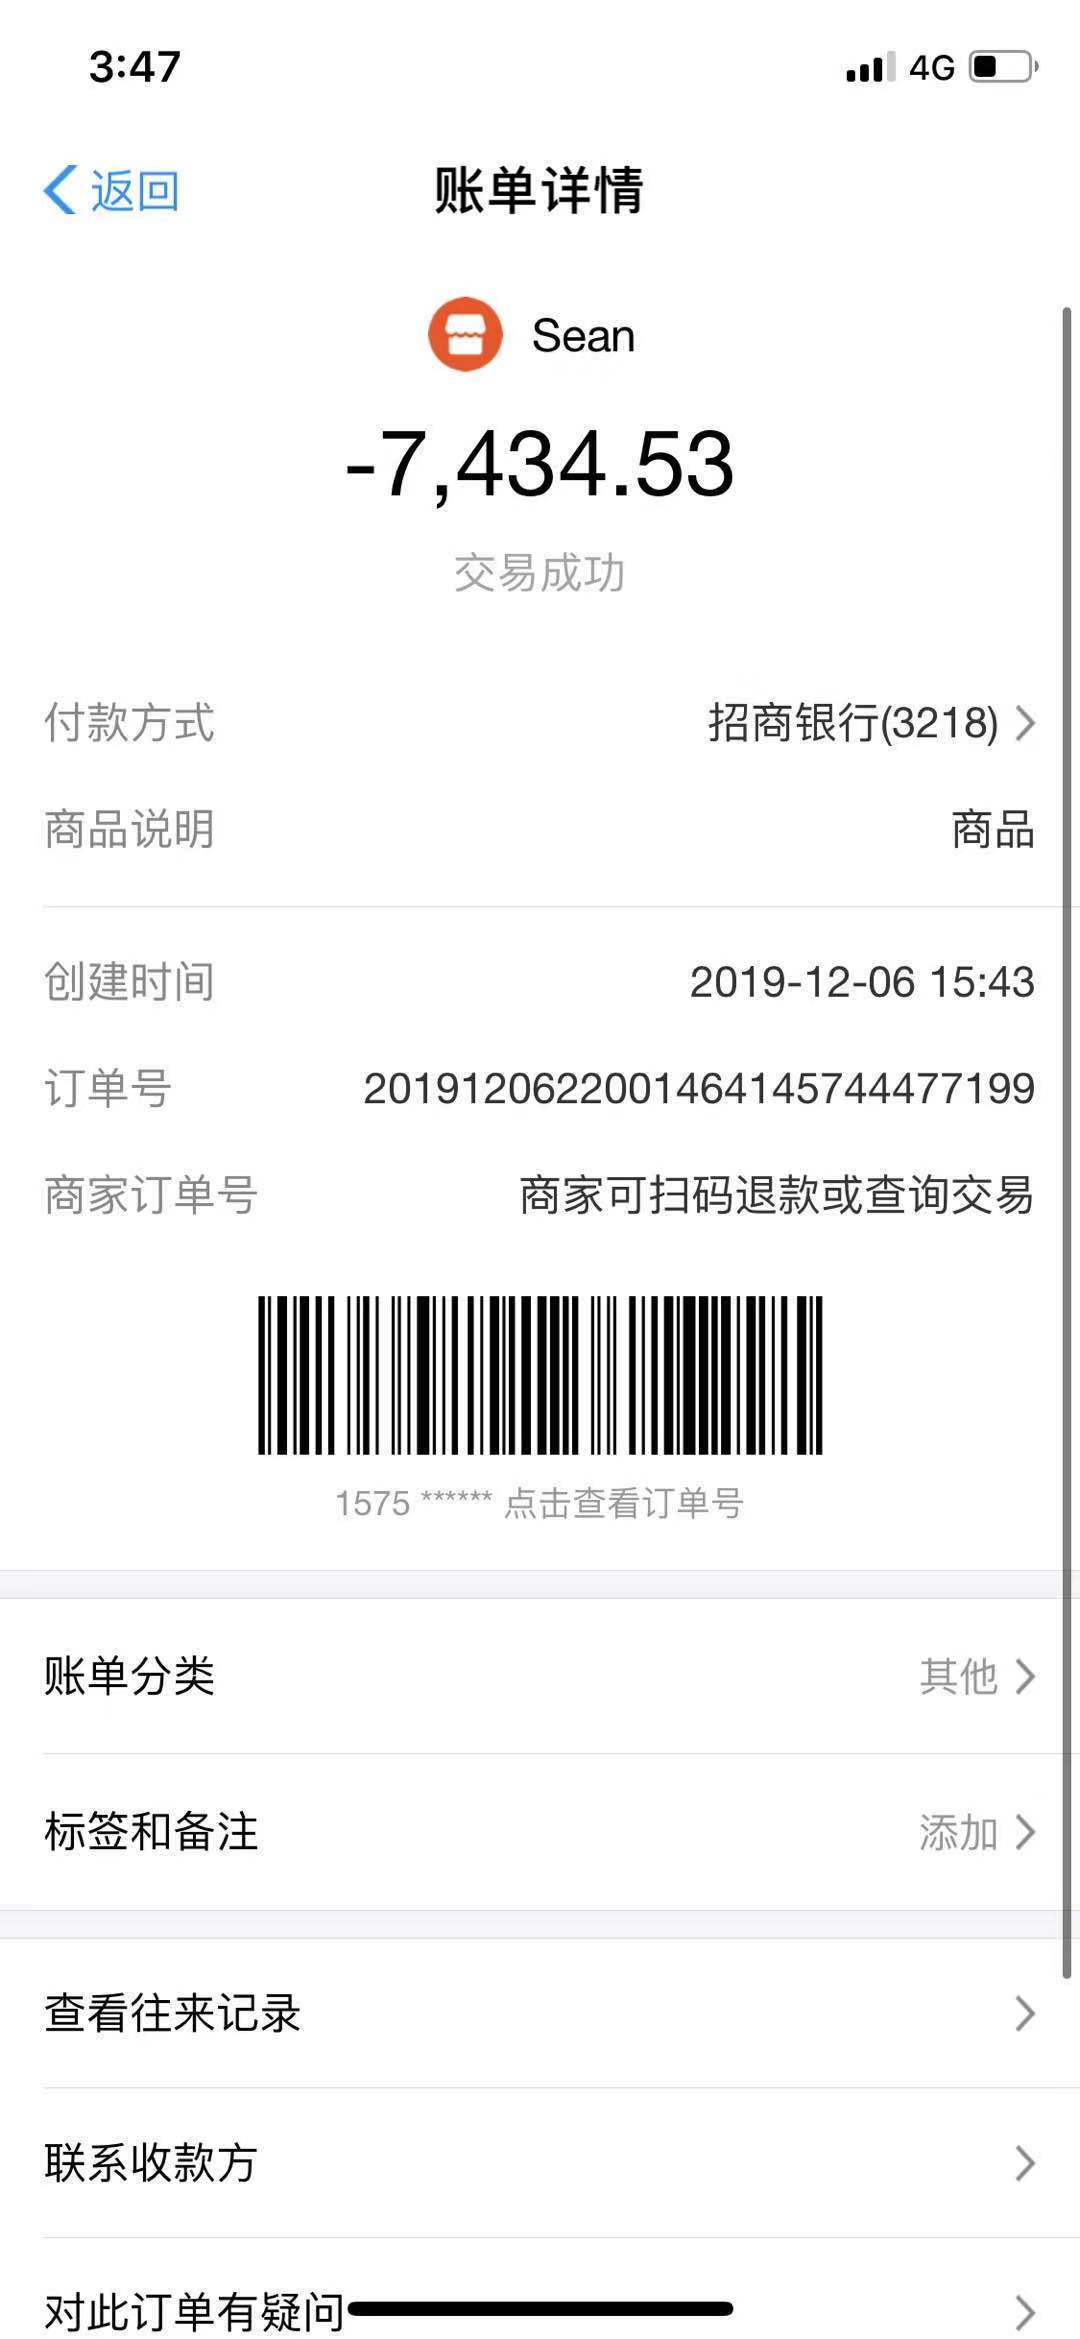 3:47 4G
返回 账单详情
Sean
-7,434.53
交易成功
付款方式 招商银行(3218)
商品说明 商品
创建时间 2019-12-06 15:43
订单号 2019120622001464145744477199
商家订单号 商家可扫码退款或查询交易
1575 ****** 点击查看订单号
账单分类 其他
标签和备注 添加
查看往来记录
联系收款方
对此订单有疑问